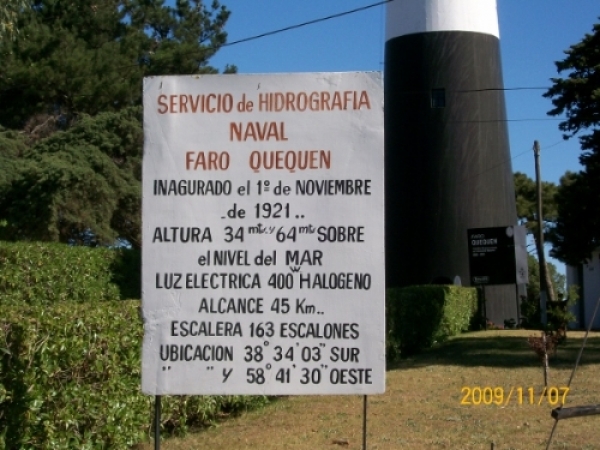 SERVICIO de HIDROGRAFIA
NAVAL
FARO QUEQUEN
INAGURADO el 1º de NOVIEMBRE
- de 1921 ..
ALTURA 34 mts. y 64 mts SOBRE
el NIVEL del MAR
LUZ ELECTRICA 400 W HALOGENO
ALCANCE 45 Km..
ESCALERA 163 ESCALONES
UBICACION 38° 34' 03" SUR
" " Y 58° 41' 30" OESTE
QUEQUEN
2009/11/07